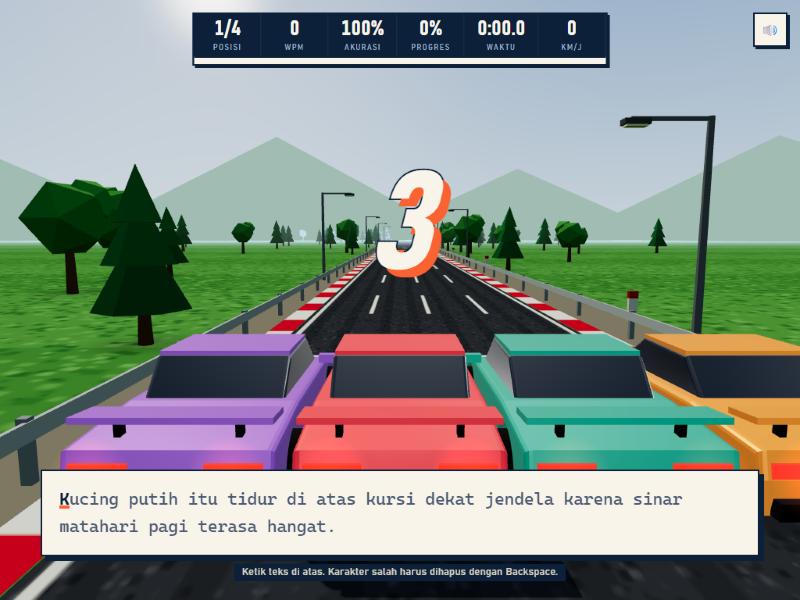 1/4 0 100% 0% 0:00.0 0
POSISI WPM AKURASI PROGRES WAKTU KM/J
3
Kucing putih itu tidur di atas kursi dekat jendela karena sinar
matahari pagi terasa hangat.
Ketik teks di atas. Karakter salah harus dihapus dengan Backspace.